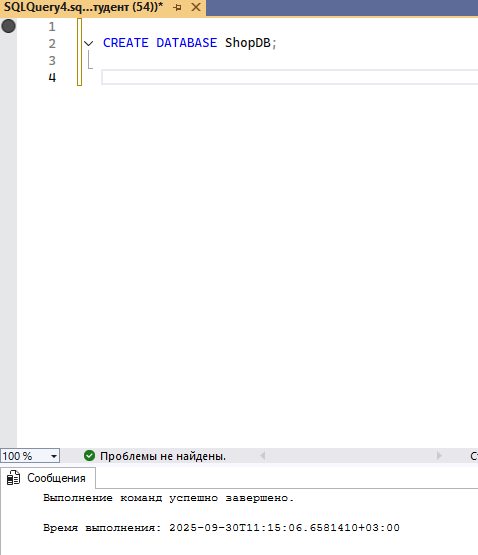 SQLQuery4.sq...тудент (54))*
1
2 CREATE DATABASE ShopDB;
3
4
100 %
Проблемы не найдены.
Сообщения
Выполнение команд успешно завершено.
Время выполнения: 2025-09-30T11:15:06.6581410+03:00